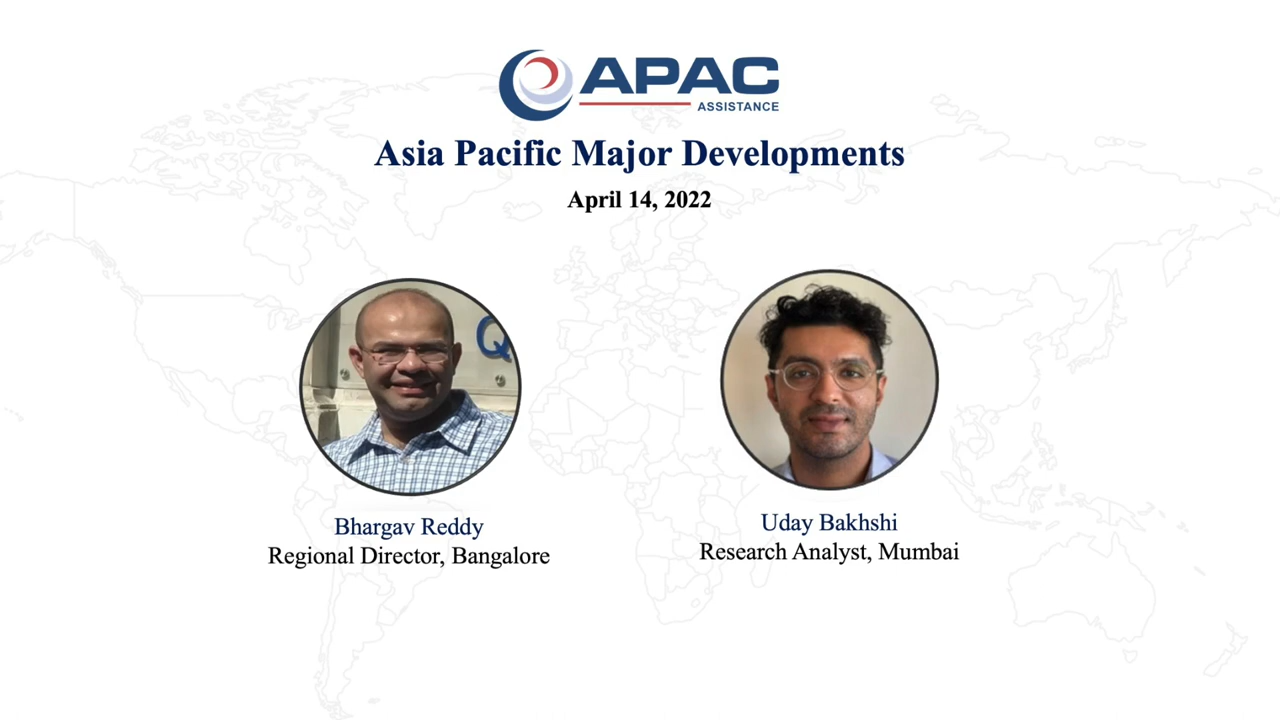 APAC
ASSISTANCE
Asia Pacific Major Developments
April 14, 2022
Q
Bhargav Reddy
Regional Director, Bangalore
Uday Bakhshi
Research Analyst, Mumbai